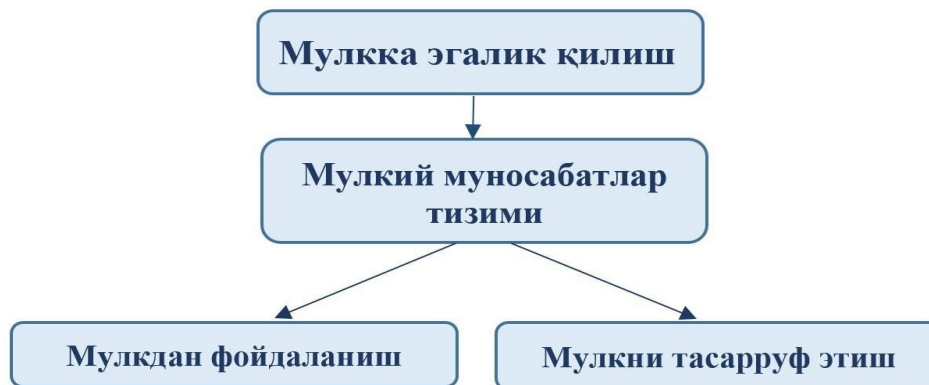 Мулкка эгалик қилиш
Мулкий муносабатлар
тизими
Мулкдан фойдаланиш
Мулкни тасарруф этиш